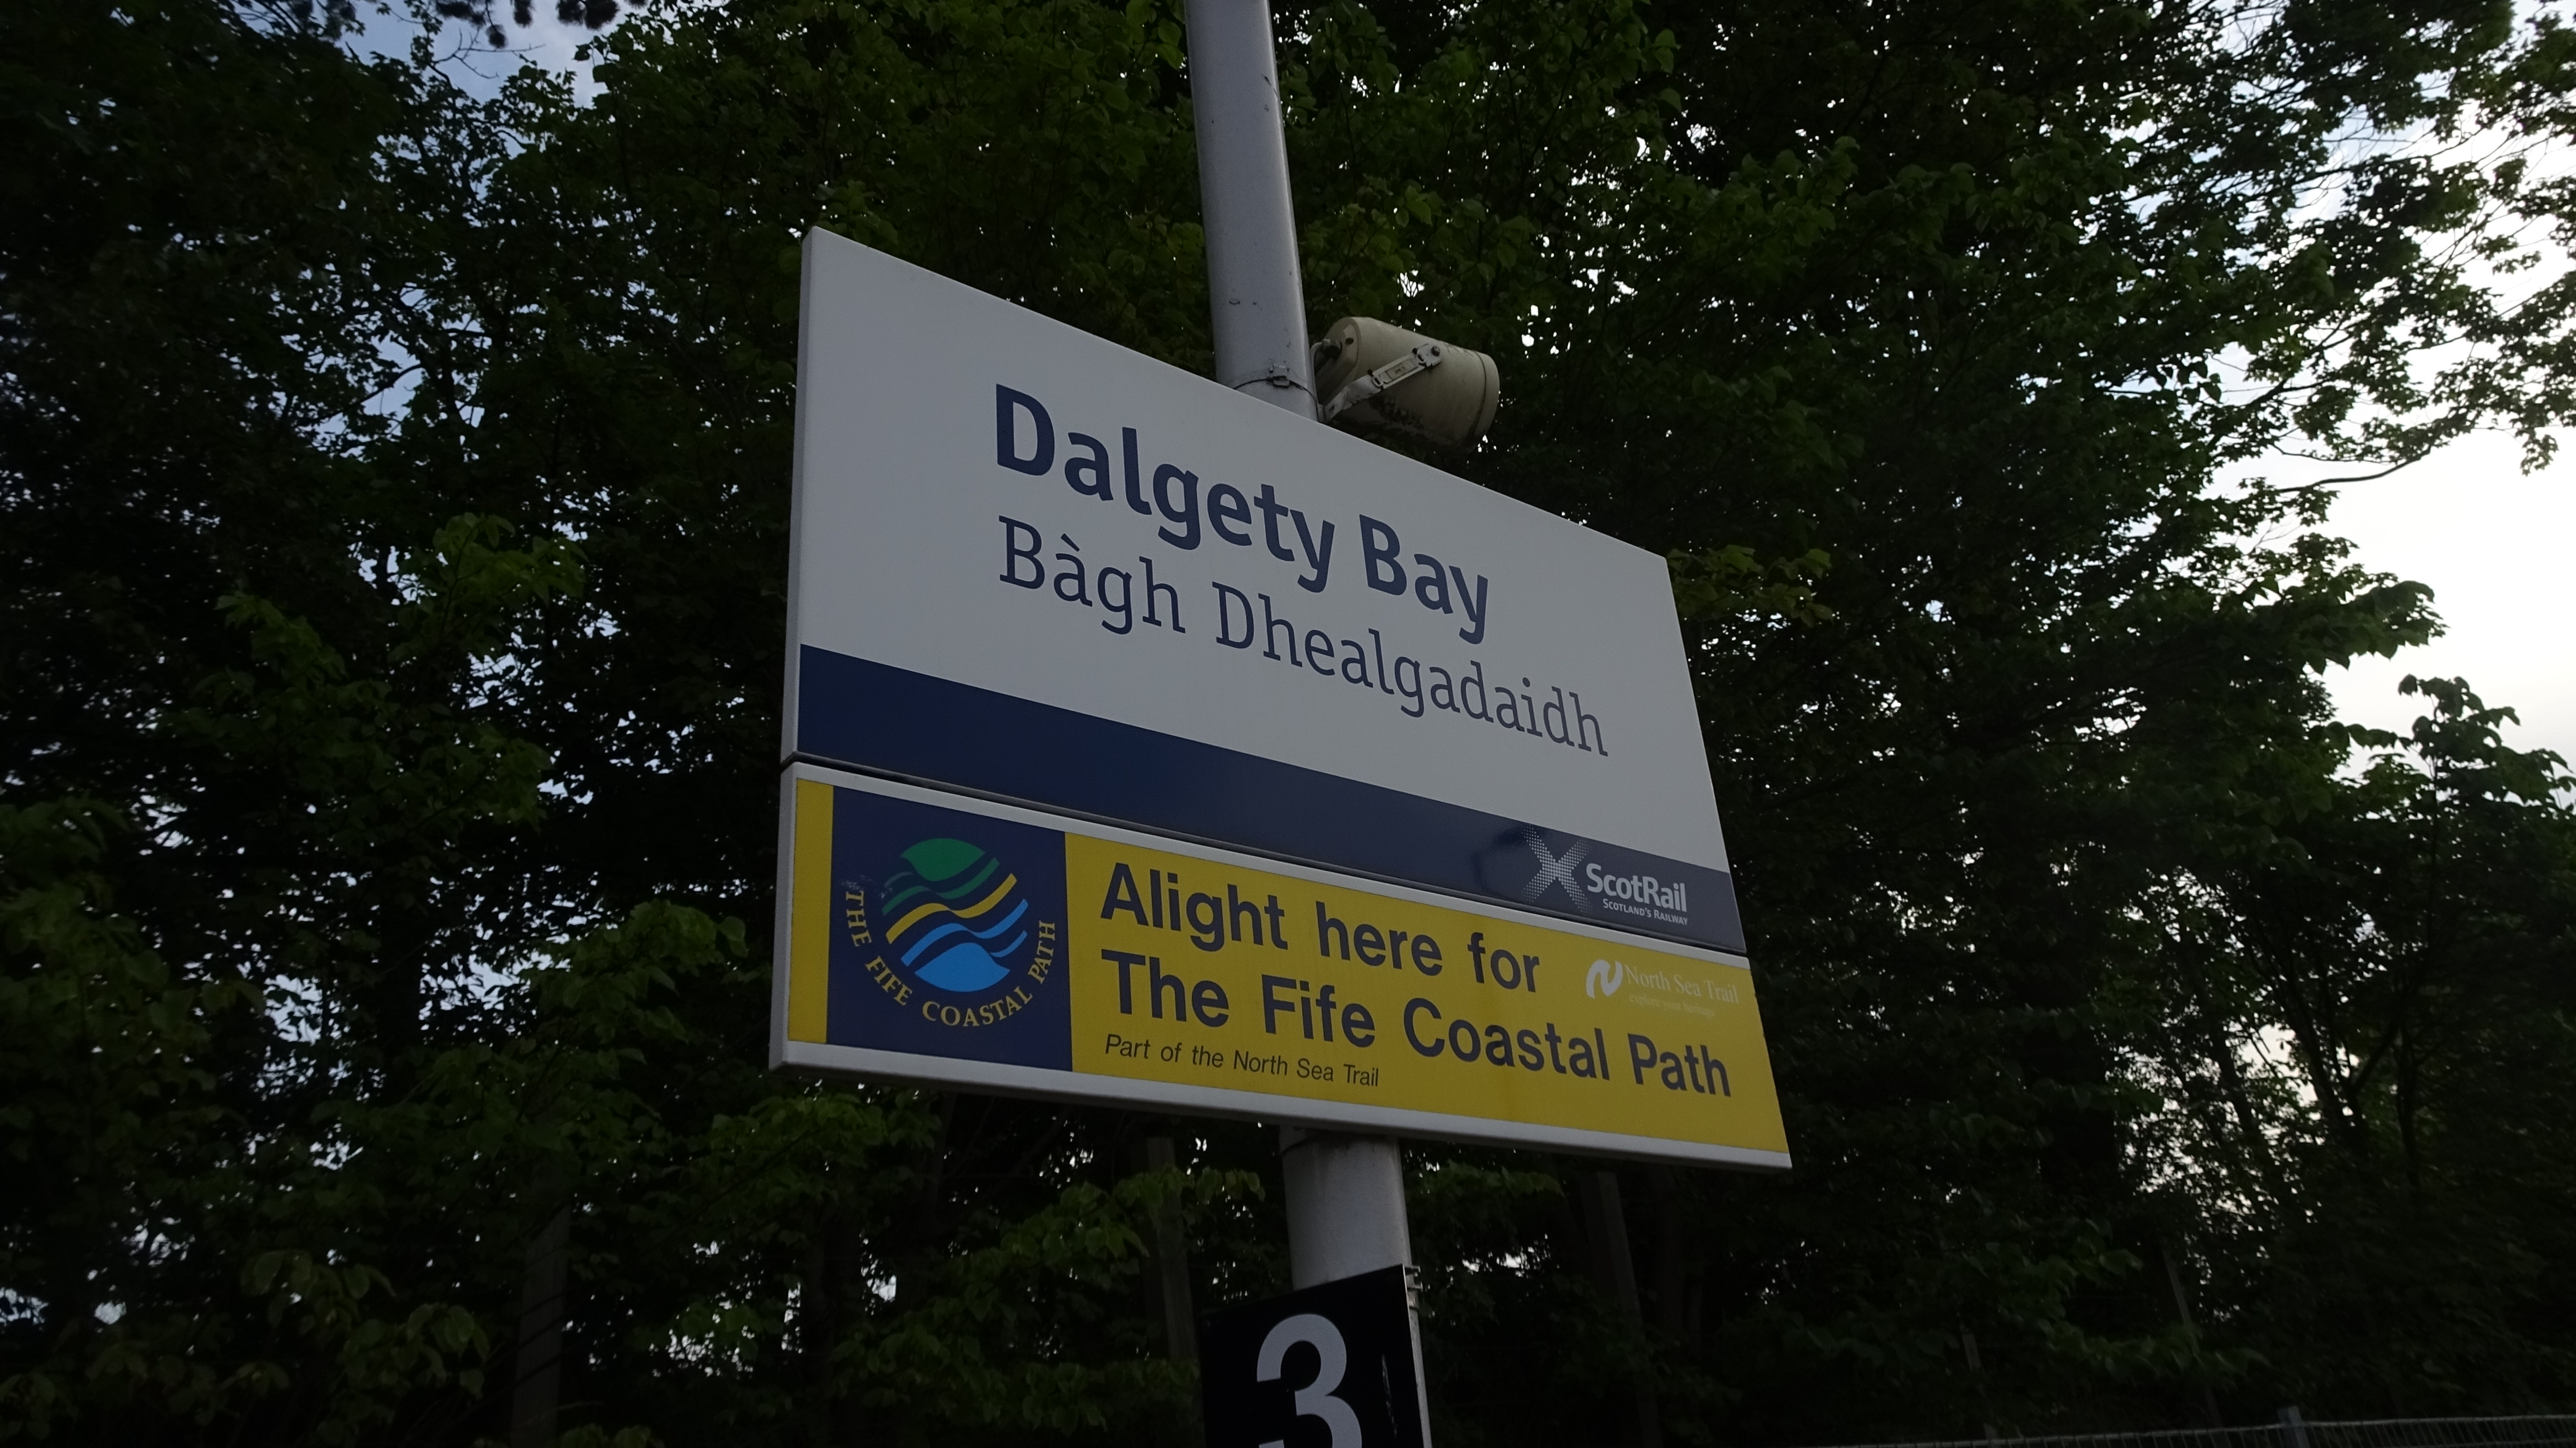 Dalgety Bay
Bàgh Dhealgadaidh
ScotRail
SCOTLAND'S RAILWAY
THE FIFE COASTAL PATH
Alight here for
The Fife Coastal Path
Part of the North Sea Trail
North Sea Trail
3